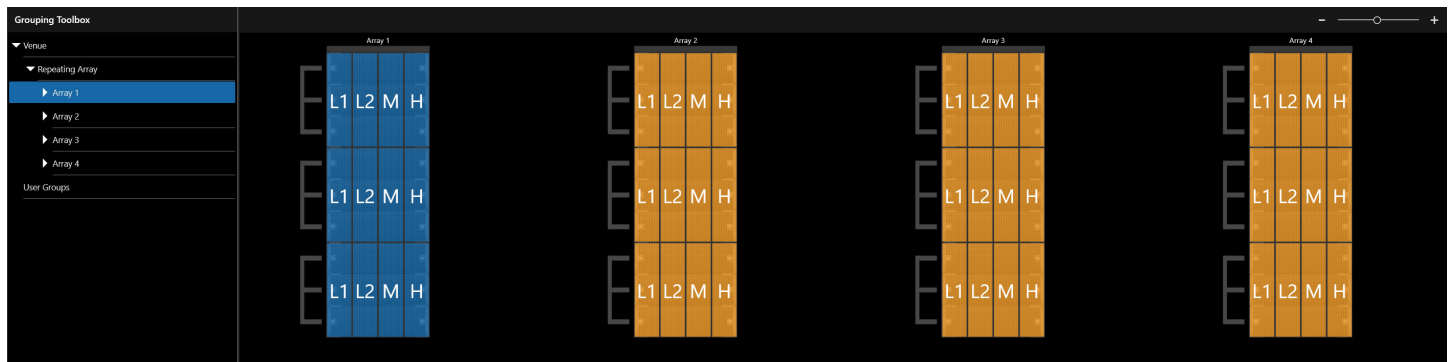 Grouping Toolbox
− +
Venue
Repeating Array
Array 1
Array 2
Array 3
Array 4
User Groups
Array 1 Array 2 Array 3 Array 4
L1 L2 M H L1 L2 M H L1 L2 M H L1 L2 M H
L1 L2 M H L1 L2 M H L1 L2 M H L1 L2 M H
L1 L2 M H L1 L2 M H L1 L2 M H L1 L2 M H